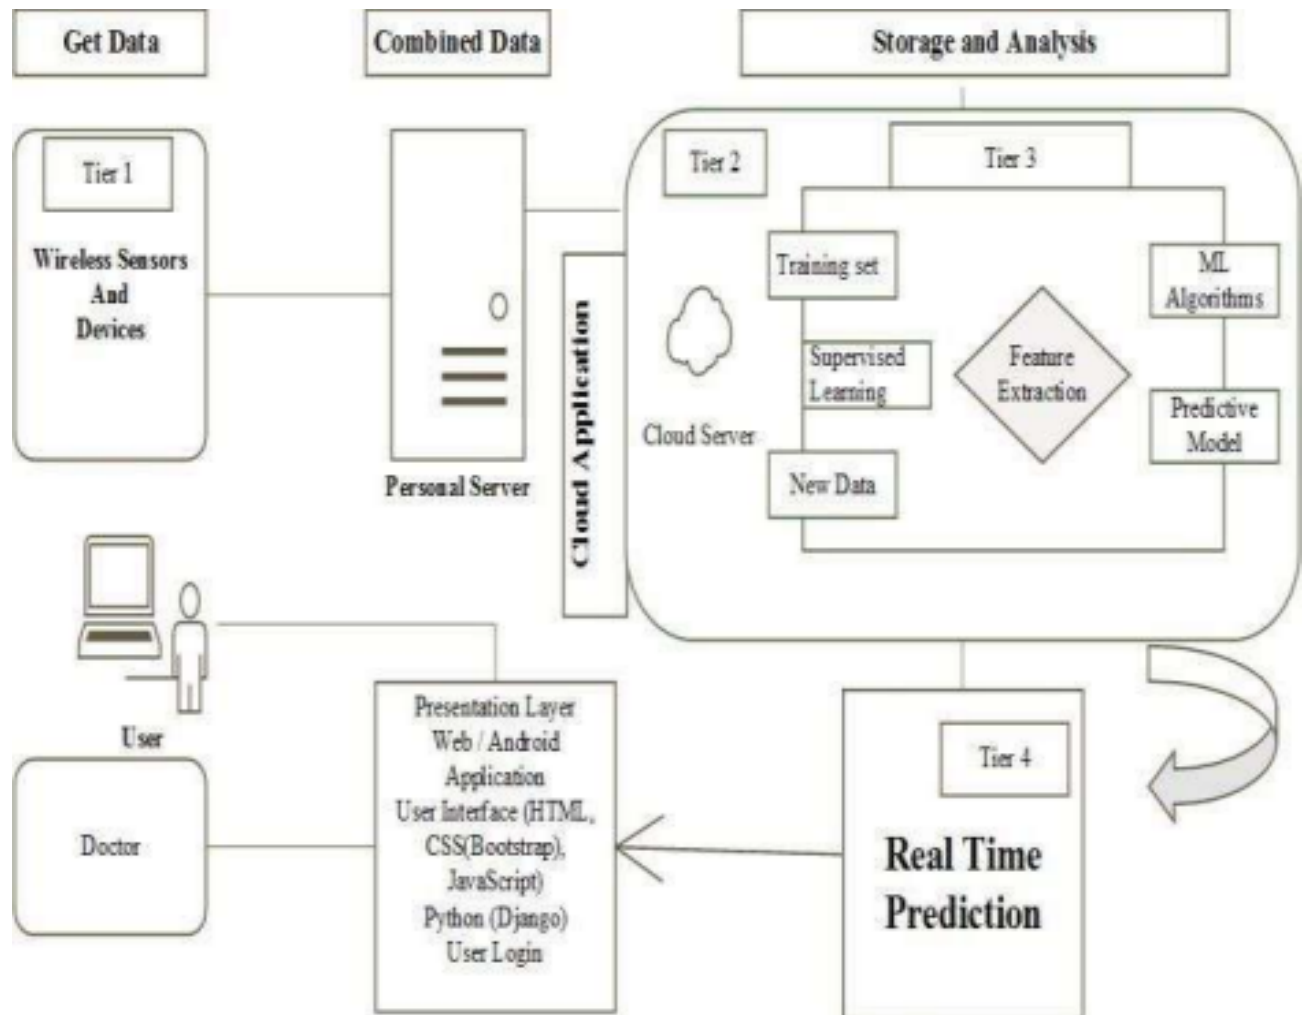 Get Data
Combined Data
Storage and Analysis
Tier 1
Wireless Sensors
And
Devices
Personal Server
Cloud Application
Tier 2
Cloud Server
Tier 3
Training set
Supervised
Learning
New Data
Feature
Extraction
ML
Algorithms
Predictive
Model
User
Doctor
Presentation Layer
Web / Android
Application
User Interface (HTML,
CSS(Bootstrap),
JavaScript)
Python (Django)
User Login
Tier 4
Real Time
Prediction